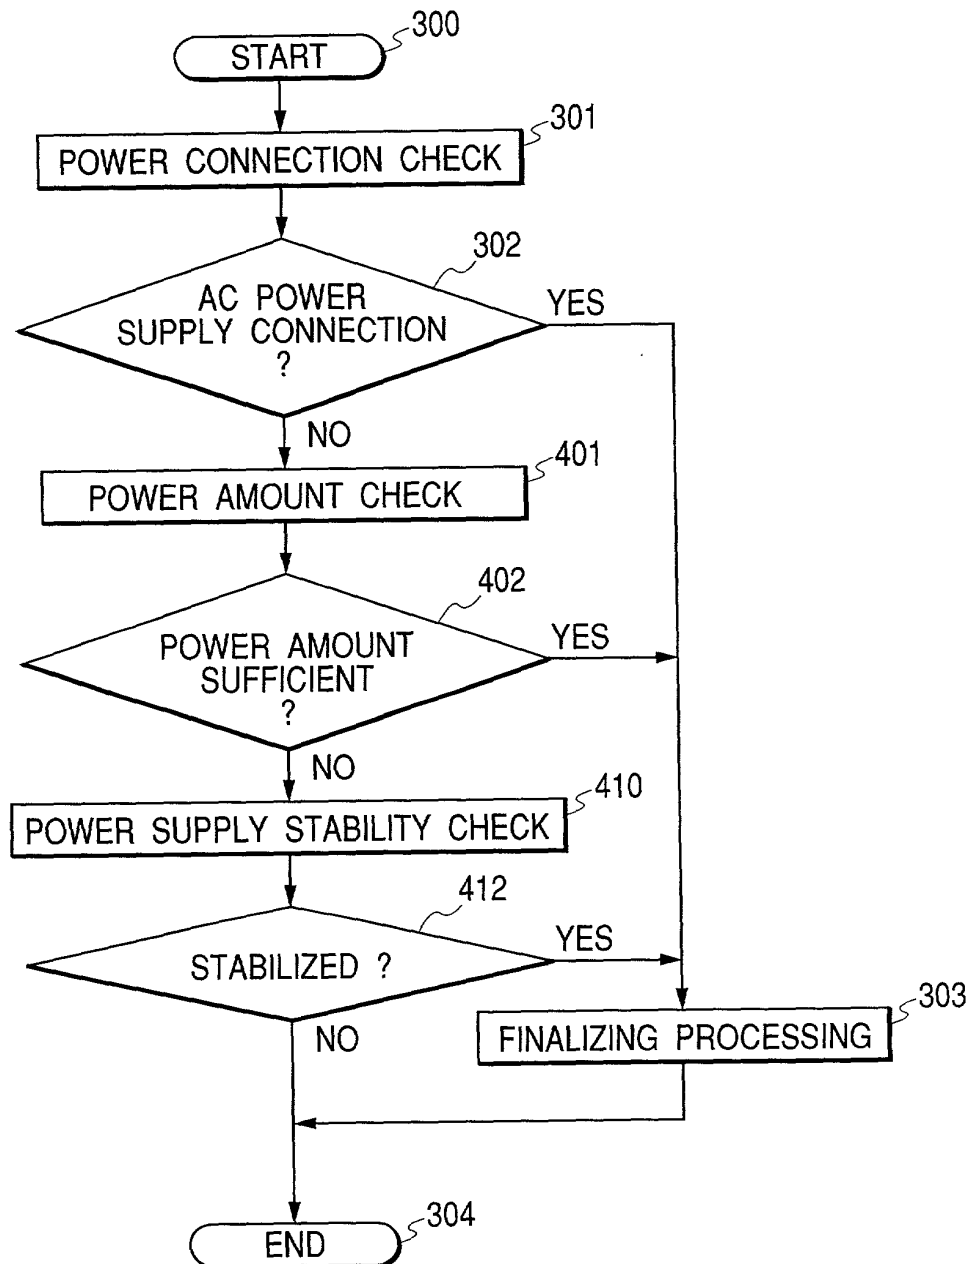 300
START
301
POWER CONNECTION CHECK
302
AC POWER
SUPPLY CONNECTION
?
YES
NO
401
POWER AMOUNT CHECK
402
POWER AMOUNT
SUFFICIENT
?
YES
NO
410
POWER SUPPLY STABILITY CHECK
412
STABILIZED ?
YES
NO
303
FINALIZING PROCESSING
304
END